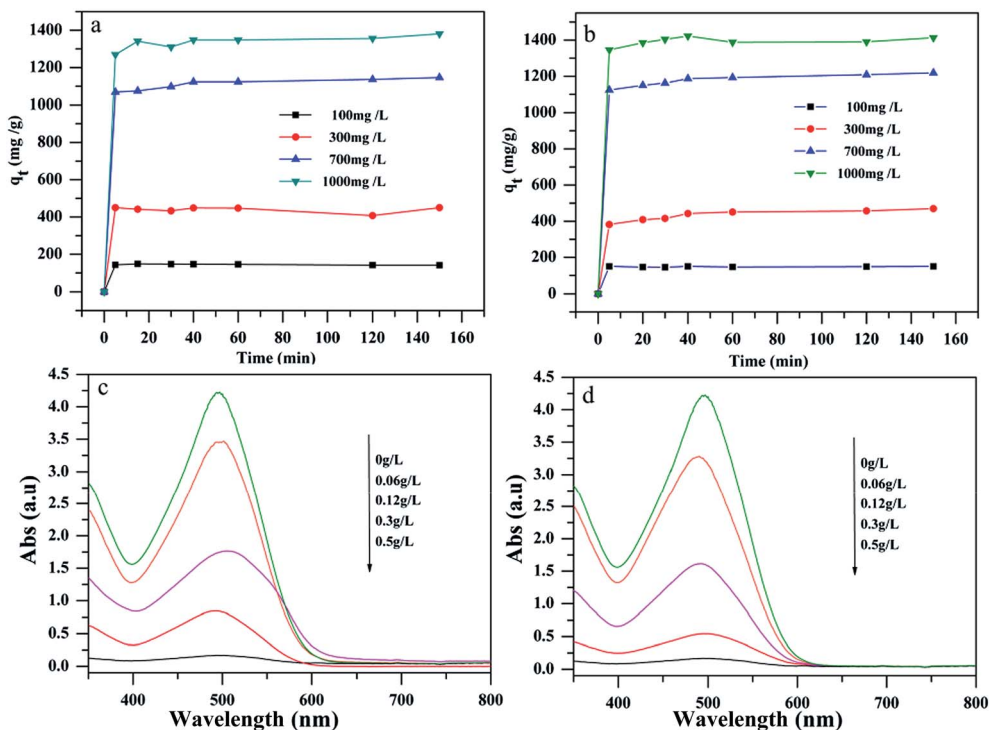 a
1400
1200
1000
800
600
400
200
0
q_t (mg /g)
100mg /L
300mg /L
700mg /L
1000mg /L
0 20 40 60 80 100 120 140 160
Time (min)
b
1400
1200
1000
800
600
400
200
0
q_t (mg/g)
100mg /L
300mg /L
700mg /L
1000mg /L
0 20 40 60 80 100 120 140 160
Time (min)
c
4.5
4.0
3.5
3.0
2.5
2.0
1.5
1.0
0.5
0.0
Abs (a.u)
0g/L
0.06g/L
0.12g/L
0.3g/L
0.5g/L
400 500 600 700 800
Wavelength (nm)
d
4.5
4.0
3.5
3.0
2.5
2.0
1.5
1.0
0.5
0.0
Abs (a.u)
0g/L
0.06g/L
0.12g/L
0.3g/L
0.5g/L
400 500 600 700 800
Wavelength (nm)